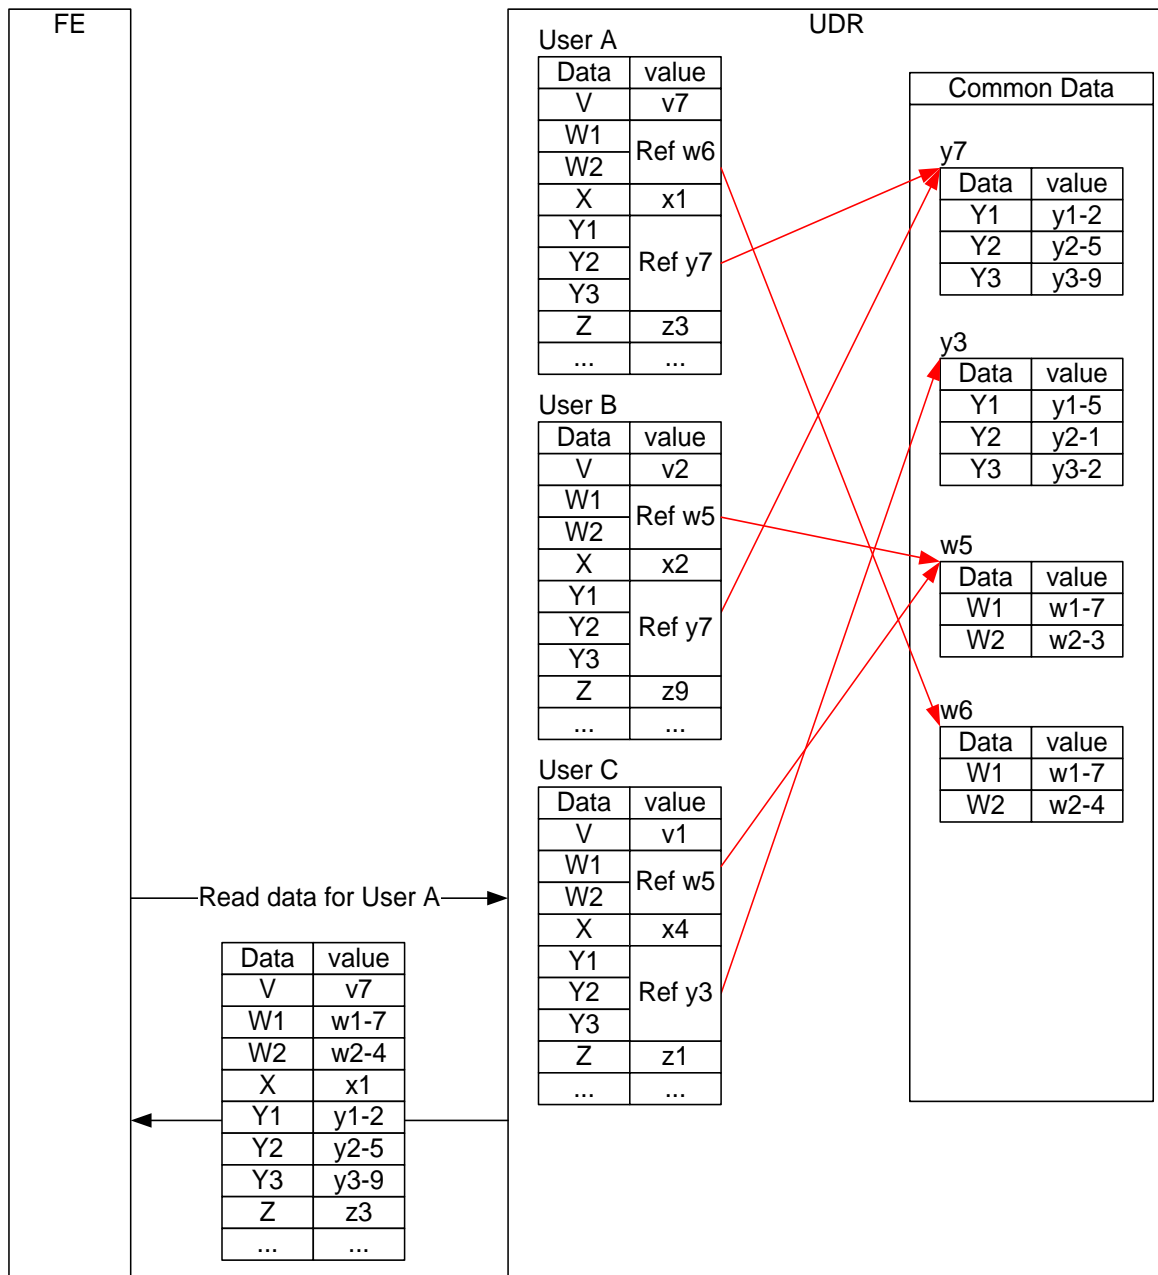 FE
UDR
User A
Data value
V v7
W1
Ref w6
W2
X x1
Y1
Y2 Ref y7
Y3
Z z3
... ...
User B
Data value
V v2
W1
Ref w5
W2
X x2
Y1
Y2 Ref y7
Y3
Z z9
... ...
User C
Data value
V v1
W1
Ref w5
W2
X x4
Y1
Y2 Ref y3
Y3
Z z1
... ...
Common Data
y7
Data value
Y1 y1-2
Y2 y2-5
Y3 y3-9
y3
Data value
Y1 y1-5
Y2 y2-1
Y3 y3-2
w5
Data value
W1 w1-7
W2 w2-3
w6
Data value
W1 w1-7
W2 w2-4
Read data for User A
Data value
V v7
W1 w1-7
W2 w2-4
X x1
Y1 y1-2
Y2 y2-5
Y3 y3-9
Z z3
... ...